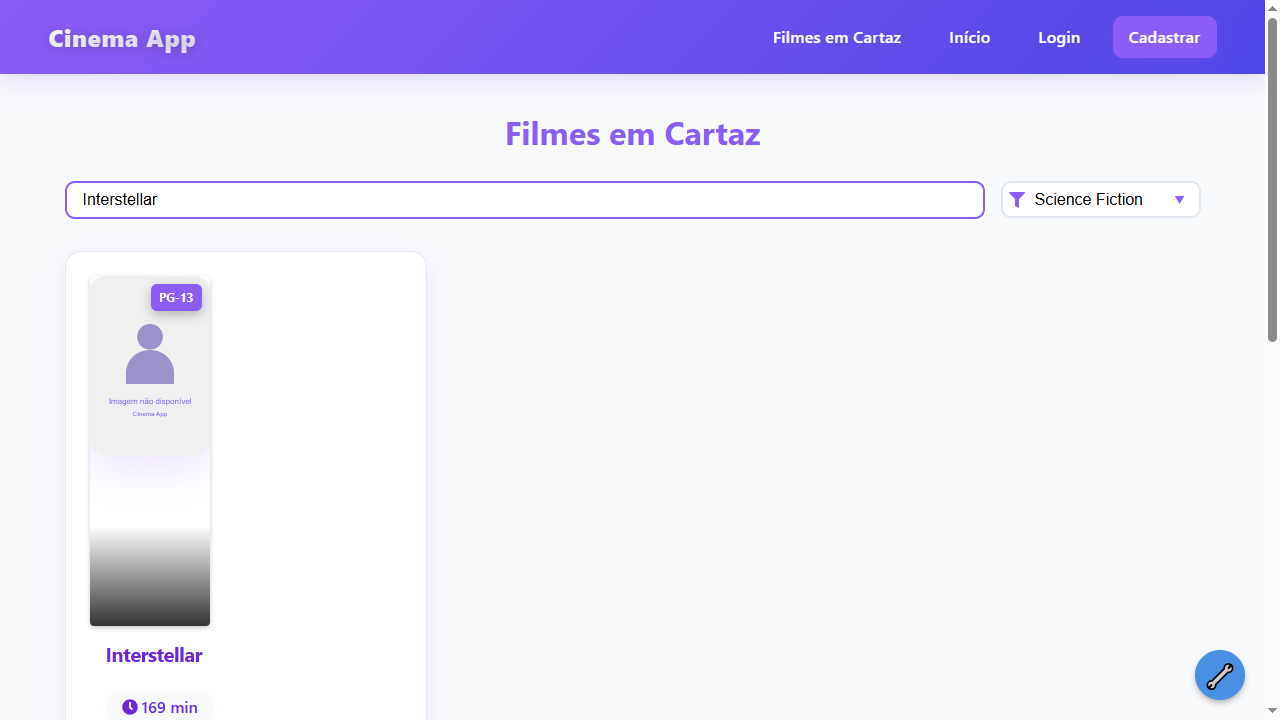 Cinema App
Filmes em Cartaz
Início
Login
Cadastrar
Filmes em Cartaz
Interstellar
Science Fiction
PG-13
Imagem não disponível
Cinema App
Interstellar
169 min